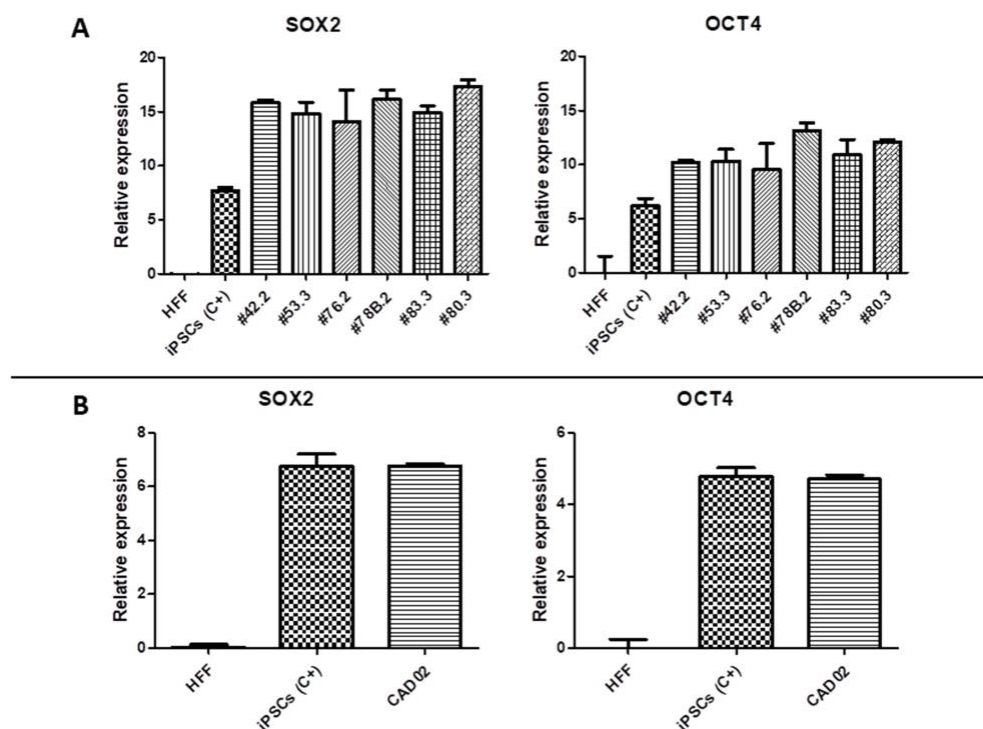 A
SOX2
Relative expression
20
15
10
5
0
HFF
iPSCs (C+)
#42.2
#53.3
#76.2
#78B.2
#83.3
#80.3
OCT4
Relative expression
20
15
10
5
0
HFF
iPSCs (C+)
#42.2
#53.3
#76.2
#78B.2
#83.3
#80.3
B
SOX2
Relative expression
8
6
4
2
0
HFF
iPSCs (C+)
CAD02
OCT4
Relative expression
6
4
2
0
HFF
iPSCs (C+)
CAD02